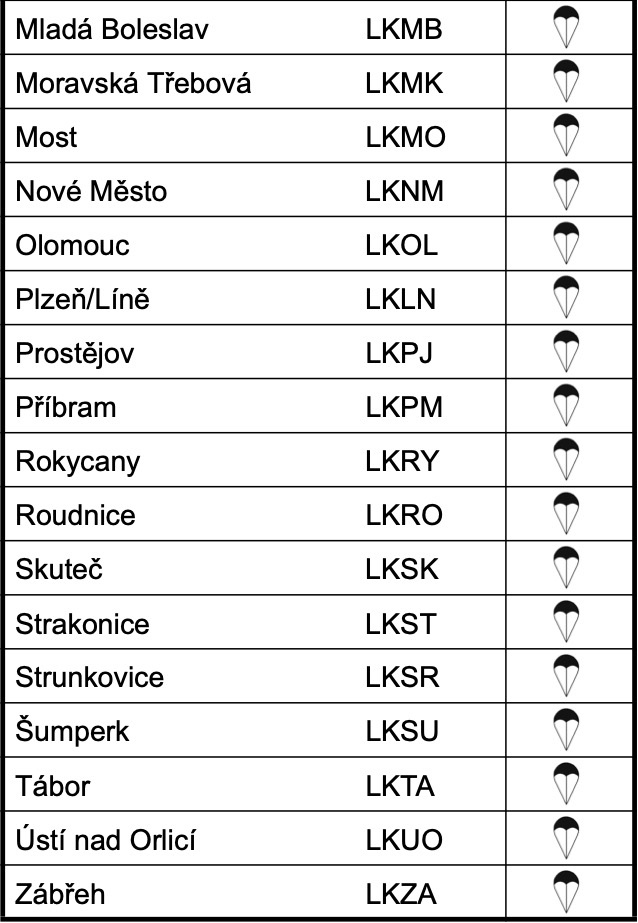 Mladá Boleslav LKMB
Moravská Třebová LKMK
Most LKMO
Nové Město LKNM
Olomouc LKOL
Plzeň/Líně LKLN
Prostějov LKPJ
Příbram LKPM
Rokycany LKRY
Roudnice LKRO
Skuteč LKSK
Strakonice LKST
Strunkovice LKSR
Šumperk LKSU
Tábor LKTA
Ústí nad Orlicí LKUO
Zábřeh LKZA